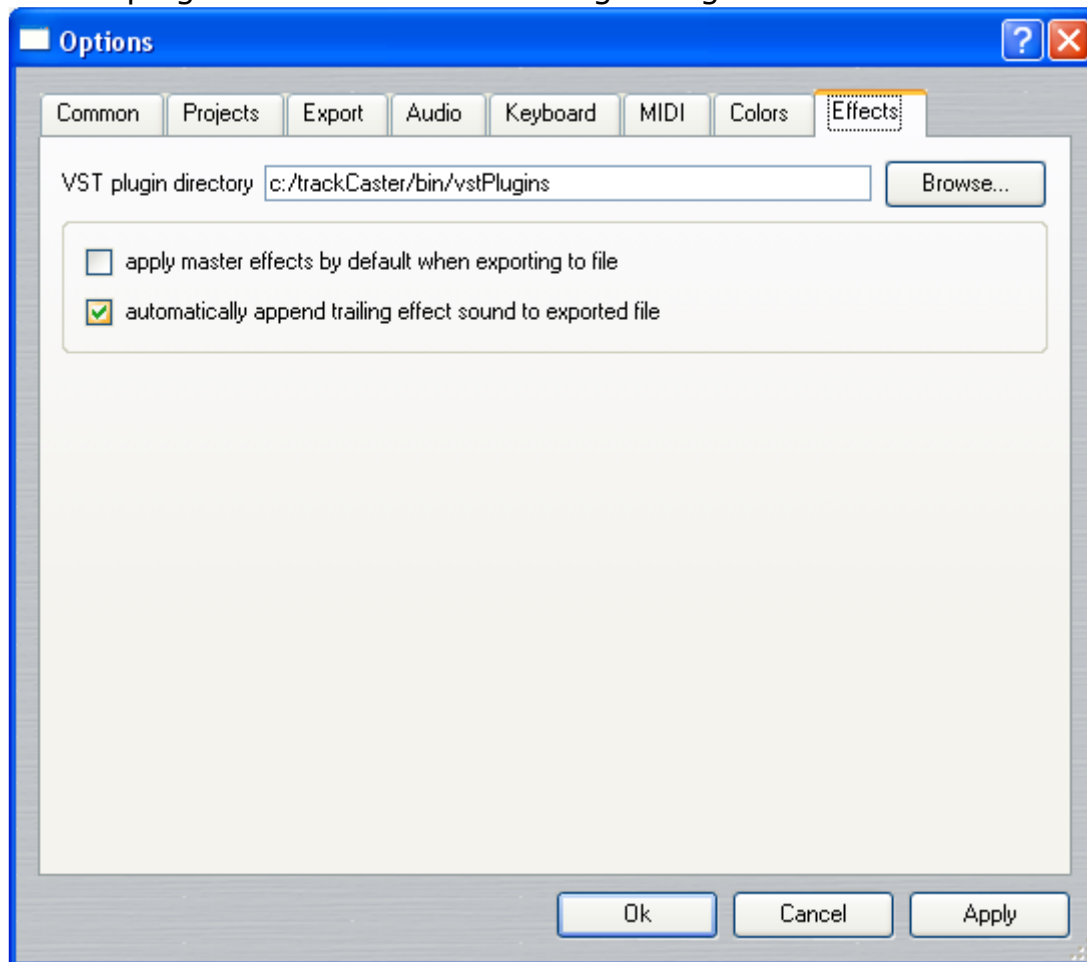 Options
Common Projects Export Audio Keyboard MIDI Colors Effects
VST plugin directory c:/trackCaster/bin/vstPlugins Browse...
apply master effects by default when exporting to file
automatically append trailing effect sound to exported file
Ok Cancel Apply